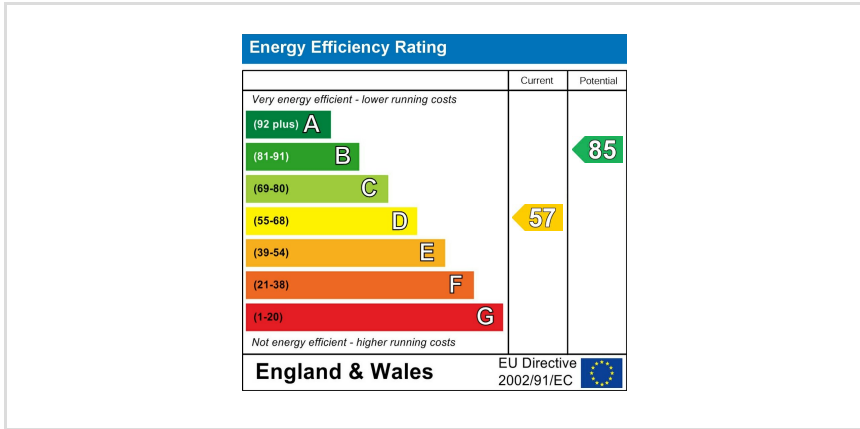 Energy Efficiency Rating
Current Potential
Very energy efficient - lower running costs
(92 plus) A
(81-91) B
85
(69-80) C
(55-68) D
57
(39-54) E
(21-38) F
(1-20) G
Not energy efficient - higher running costs
England & Wales
EU Directive
2002/91/EC